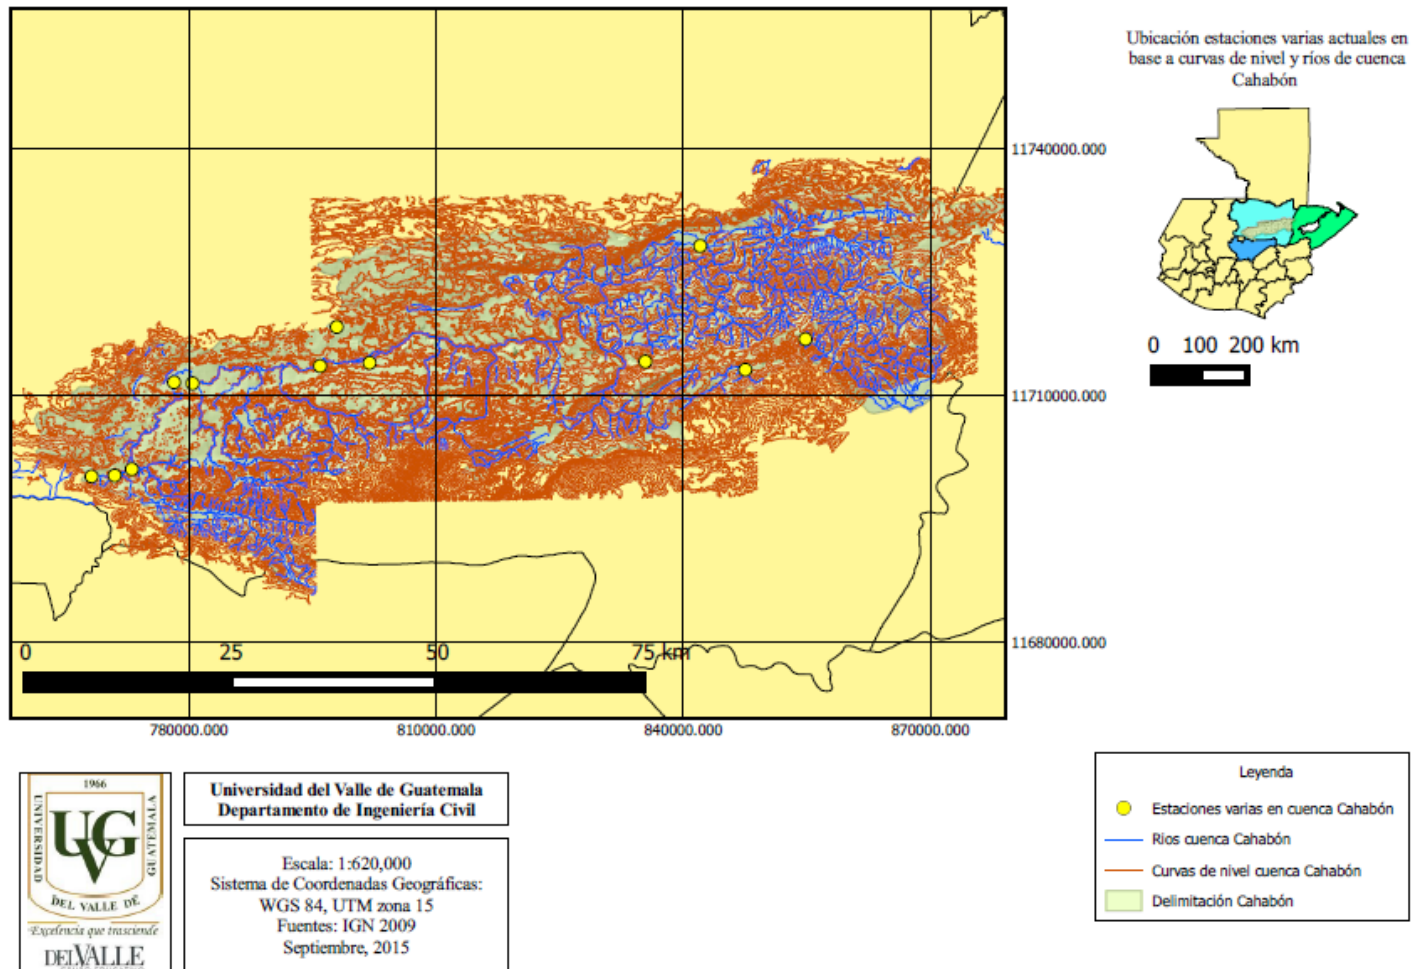 Ubicación estaciones varias actuales en
base a curvas de nivel y ríos de cuenca
Cahabón
11740000.000
0 100 200 km
11710000.000
11680000.000
0 25 50 75 km
780000.000 810000.000 840000.000 870000.000
1966
UNIVERSIDAD
UVG
GUATEMALA
DEL VALLE DE
Excelencia que trasciende
DELVALLE
Universidad del Valle de Guatemala
Departamento de Ingeniería Civil
Escala: 1:620,000
Sistema de Coordenadas Geográficas:
WGS 84, UTM zona 15
Fuentes: IGN 2009
Septiembre, 2015
Leyenda
Estaciones varias en cuenca Cahabón
Rios cuenca Cahabón
Curvas de nivel cuenca Cahabón
Delimitación Cahabón